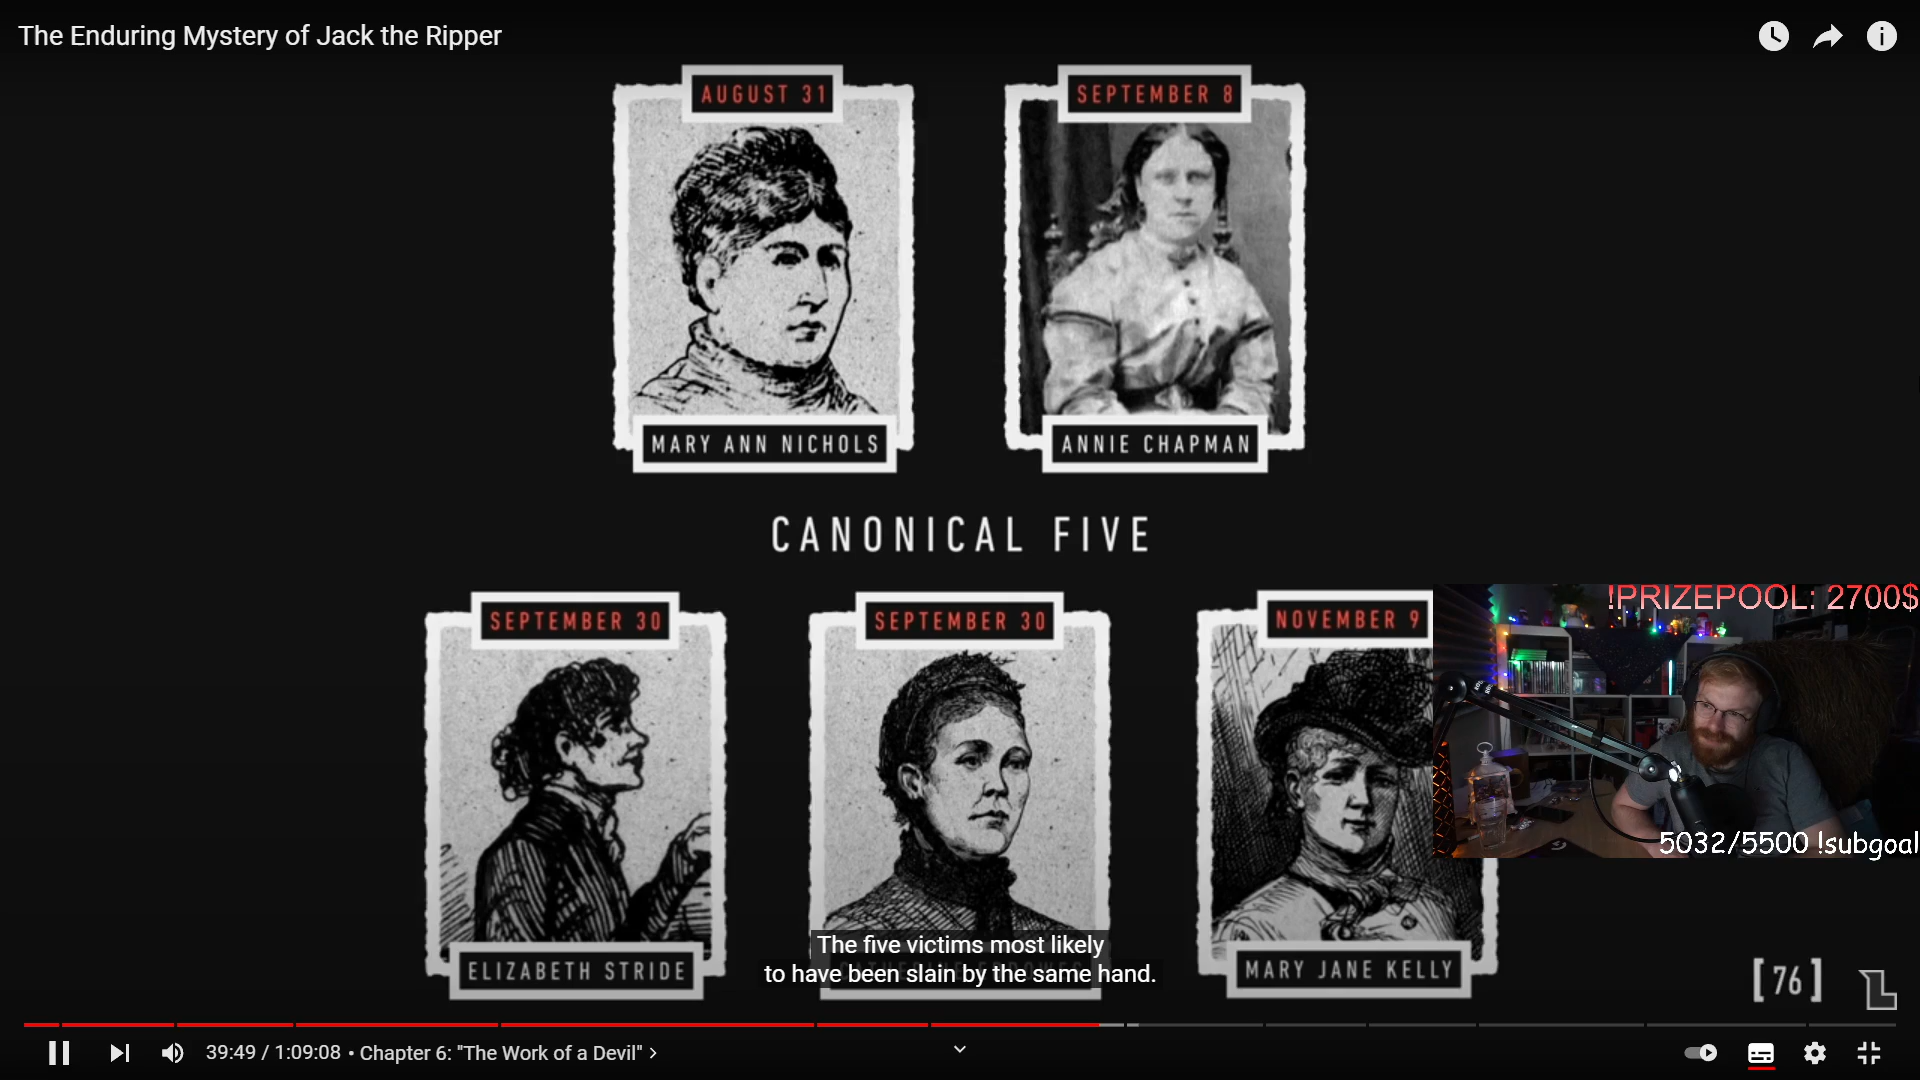 The Enduring Mystery of Jack the Ripper
AUGUST 31
SEPTEMBER 8
MARY ANN NICHOLS
ANNIE CHAPMAN
CANONICAL FIVE
SEPTEMBER 30
SEPTEMBER 30
NOVEMBER 9
!PRIZEPOOL: 2700$
5032/5500 !subgoal
The five victims most likely
to have been slain by the same hand.
ELIZABETH STRIDE
MARY JANE KELLY
[76]
39:49 / 1:09:08 • Chapter 6: "The Work of a Devil" >